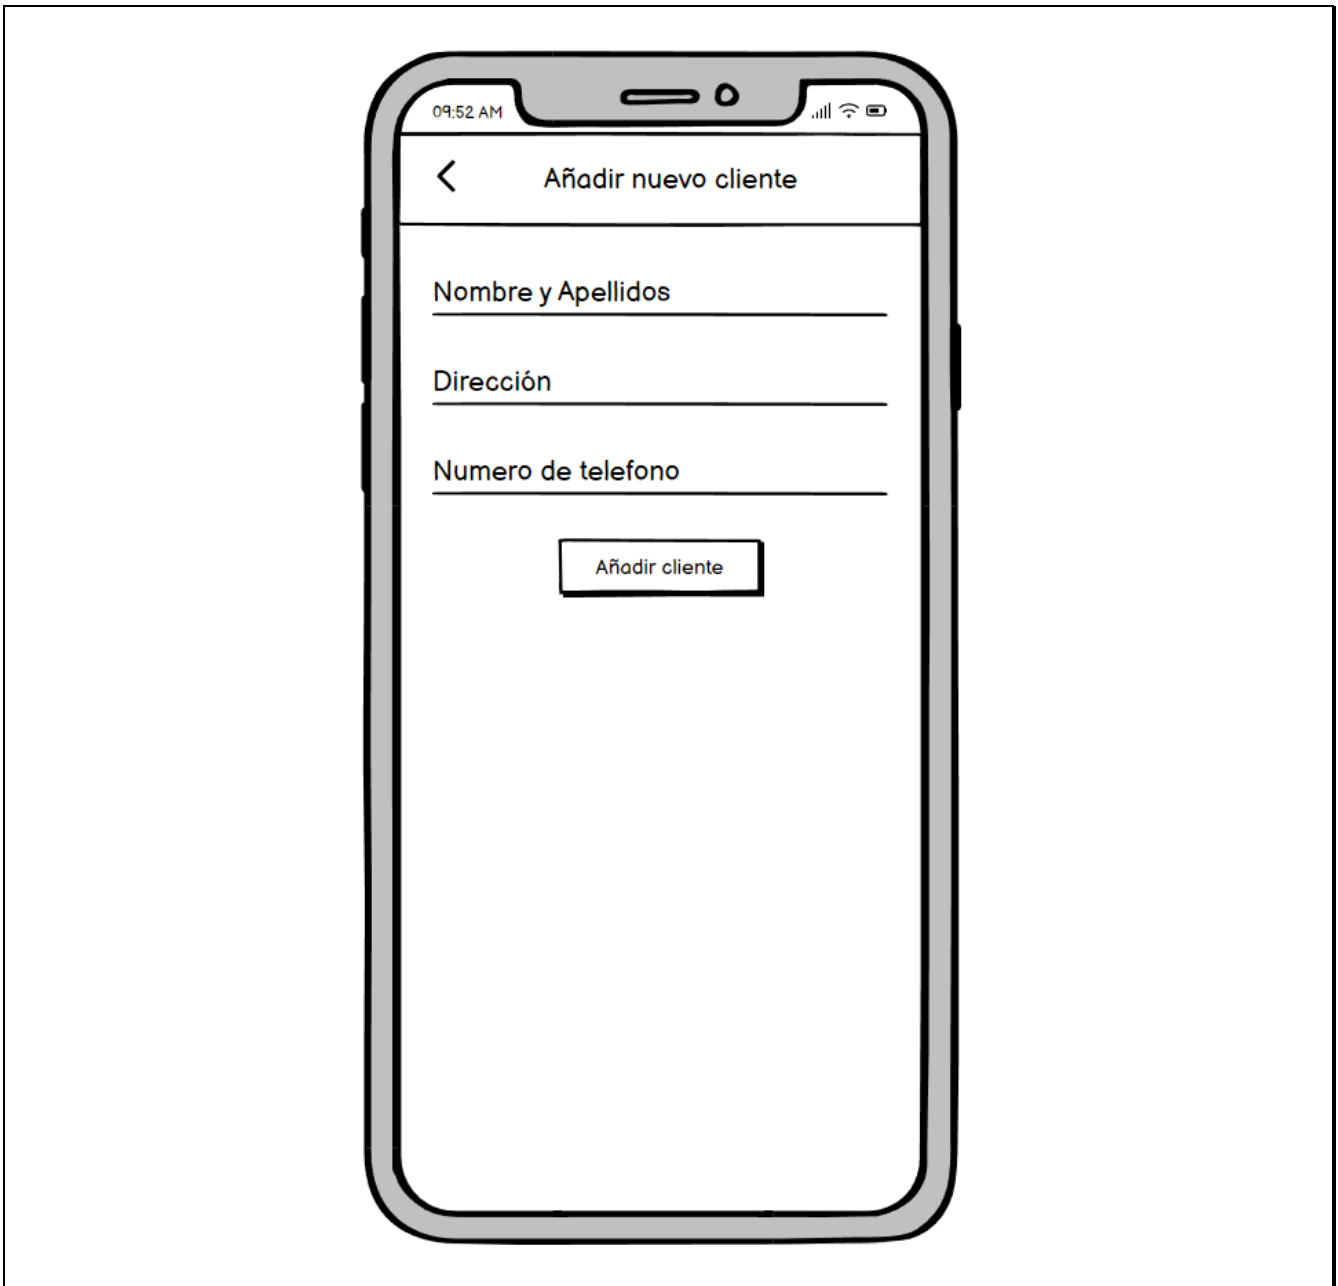 09:52 AM
Añadir nuevo cliente
Nombre y Apellidos
Dirección
Numero de telefono
Añadir cliente